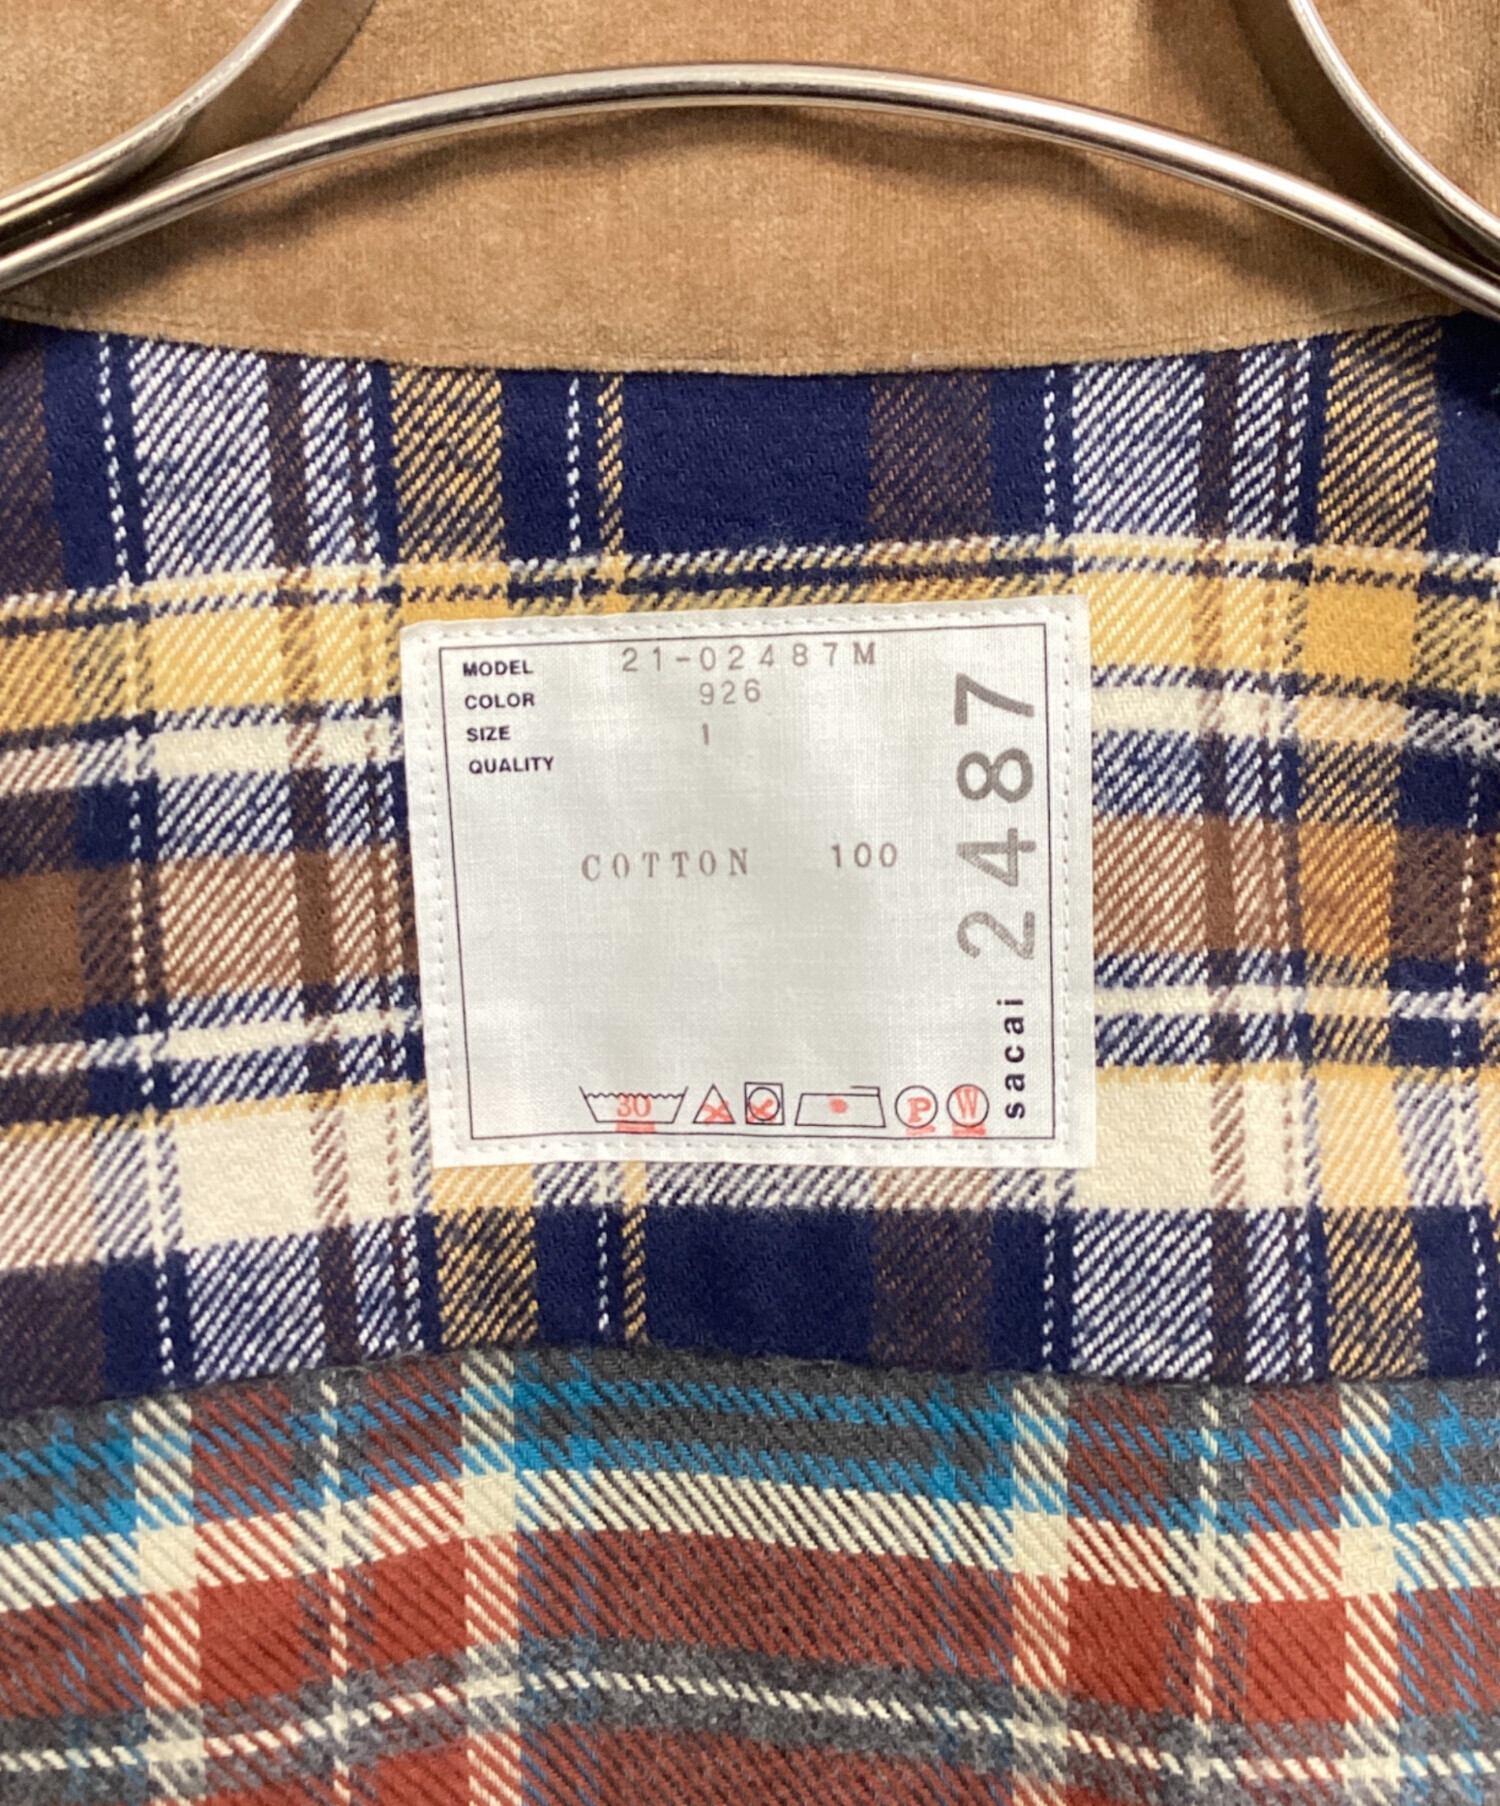 MODEL 21-02487M
COLOR 926
SIZE 1
QUALITY
COTTON 100
2487
sacai
30 P W